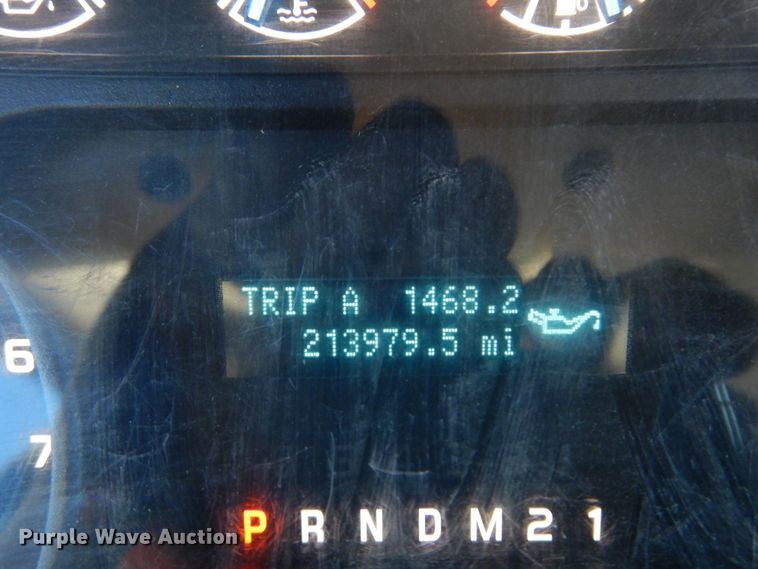 TRIP A 1468.2
213979.5 mi
6
7
P R N D M 2 1
Purple Wave Auction